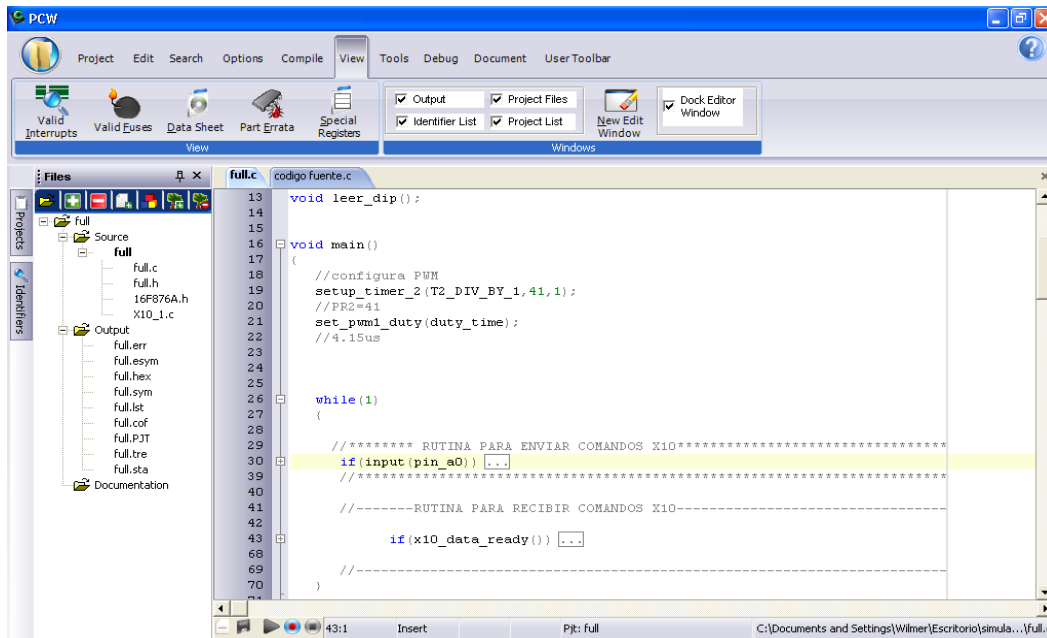 PCW
Project Edit Search Options Compile View Tools Debug Document User Toolbar
Valid Interrupts
Valid Fuses
Data Sheet
Part Errata
Special Registers
View
Output
Project Files
Identifier List
Project List
New Edit Window
Dock Editor Window
Windows
Projects
Identifiers
Files
full
Source
full
full.c
full.h
16F876A.h
X10_1.c
Output
full.err
full.esym
full.hex
full.sym
full.lst
full.cof
full.PJT
full.tre
full.sta
Documentation
full.c codigo fuente.c
13 void leer_dip();
14
15
16 void main()
17 {
18 //configura PWM
19 setup_timer_2(T2_DIV_BY_1,41,1);
20 //PR2=41
21 set_pwm1_duty(duty_time);
22 //4.15us
23
24
25
26 while(1)
27 {
28
29 //******** RUTINA PARA ENVIAR COMANDOS X10*********************************
30 if(input(pin_a0)) ...
39 //*************************************************************************
40
41 //-------RUTINA PARA RECIBIR COMANDOS X10---------------------------------
42
43 if(x10_data_ready()) ...
68
69 //-------------------------------------------------------------------------
70 }
71
43:1 Insert Pjt: full C:\Documents and Settings\Wilmer\Escritorio\simula...\full.